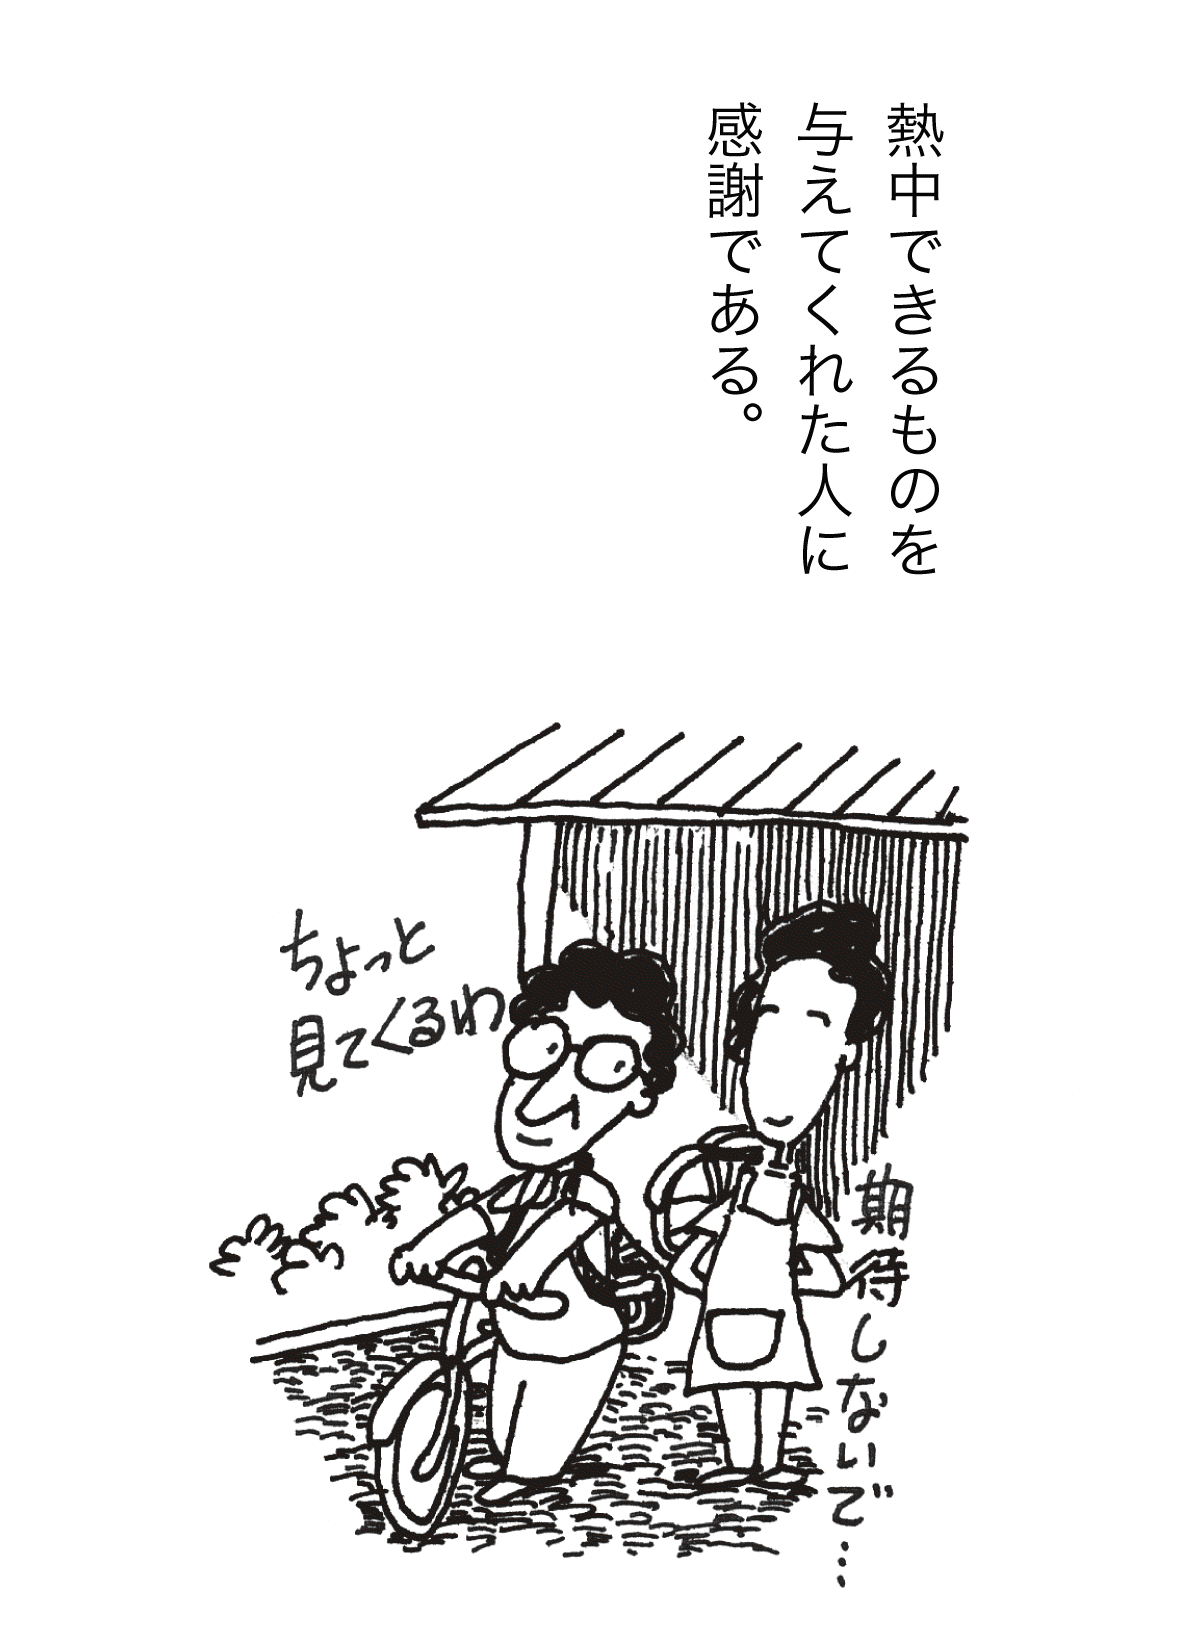 熱中できるものを
与えてくれた人に
感謝である。
ちょっと
見てくるわ
期待しないで…